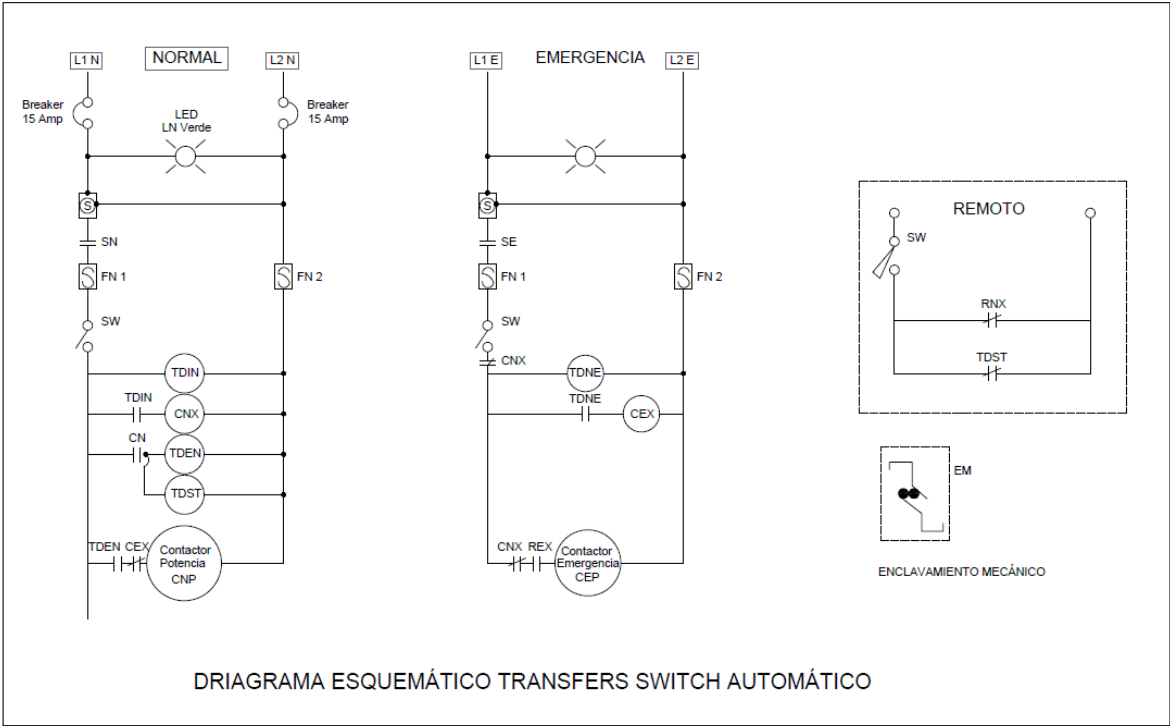 L1 N
NORMAL
L2 N
L1 E
EMERGENCIA
L2 E
Breaker
15 Amp
LED
LN Verde
Breaker
15 Amp
S
S
SN
SE
FN 1
FN 2
FN 1
FN 2
SW
SW
CNX
TDIN
TDNE
TDIN
CNX
TDNE
CEX
CN
TDEN
TDST
TDEN CEX
Contactor
Potencia
CNP
CNX REX
Contactor
Emergencia
CEP
REMOTO
SW
RNX
TDST
EM
ENCLAVAMIENTO MECÁNICO
DRIAGRAMA ESQUEMÁTICO TRANSFERS SWITCH AUTOMÁTICO